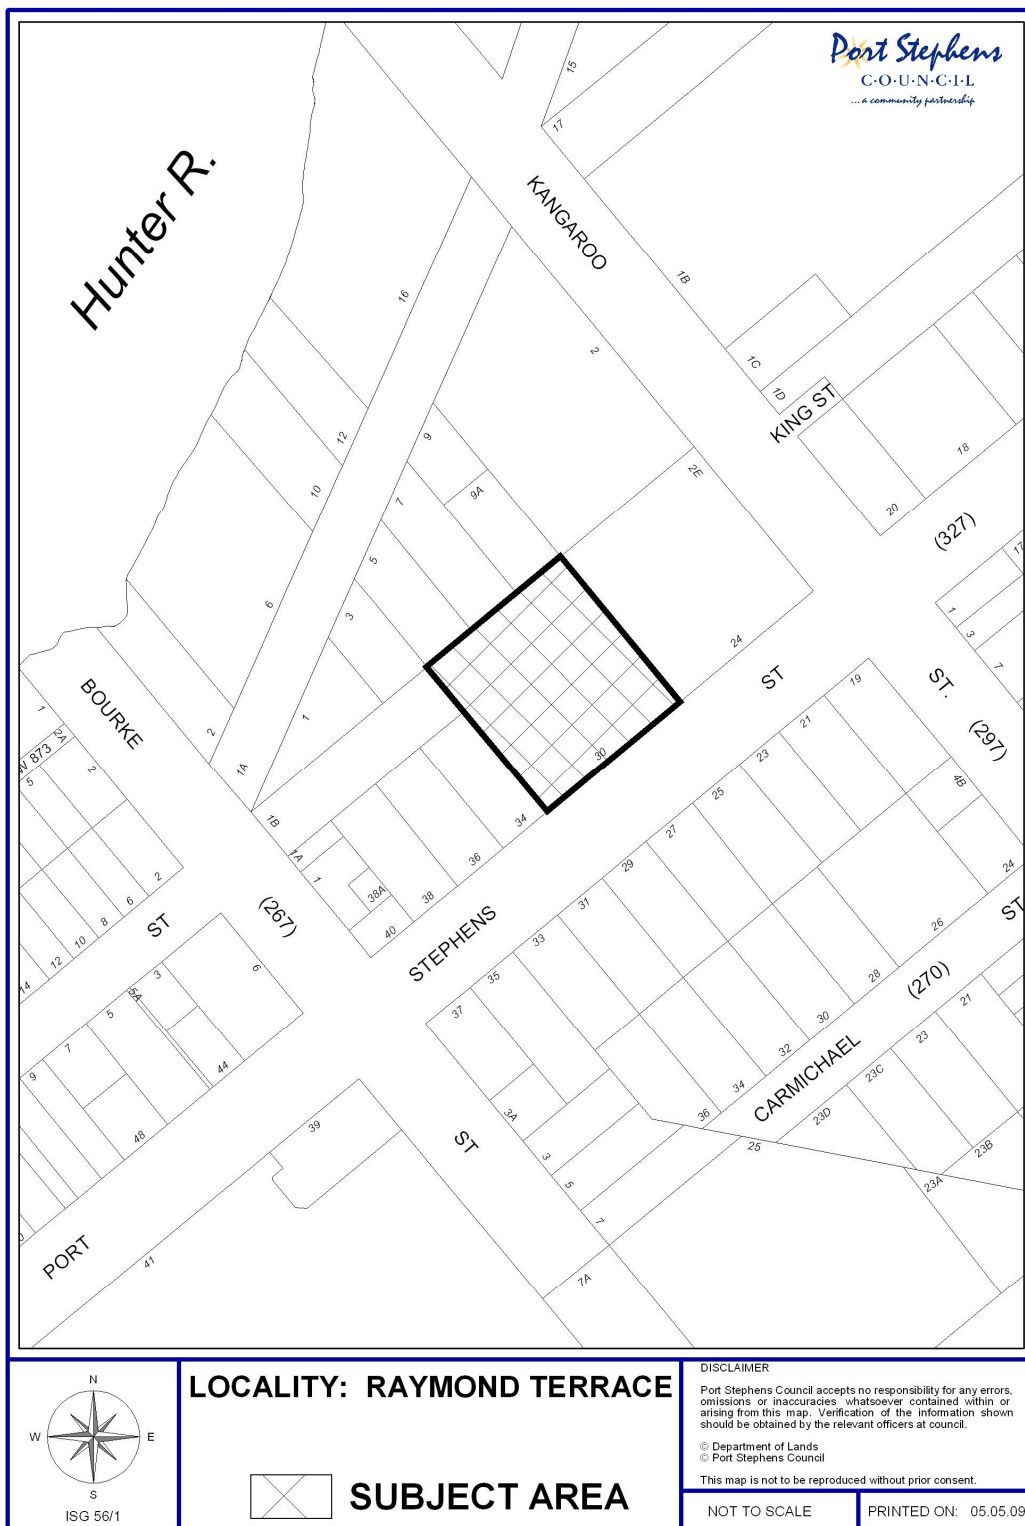 Port Stephens
C·O·U·N·C·I·L
... a community partnership
Hunter R.
15
17
KANGAROO
1B
16
2
1C
1D
KING ST
12
9
2E
18
10
9A
7
20
(327)
5
17
6
3
1
3
24
7
ST
ST.
BOURKE
19
1
1
21
(297)
2A
2
W 873
2
1A
30
23
4B
5
25
1B
34
27
1A
36
29
24
1
38A
38
31
2
6
(267)
40
STEPHENS
33
26
ST
8
ST
10
35
28
(270)
12
3
6
14
5A
37
30
21
5
32
23
7
44
34
CARMICHAEL
23C
9
36
23D
3A
39
48
ST
25
23B
3
23A
5
7
PORT
41
7A
N
W
E
S
ISG 56/1
LOCALITY: RAYMOND TERRACE
SUBJECT AREA
DISCLAIMER
Port Stephens Council accepts no responsibility for any errors,
omissions or inaccuracies whatsoever contained within or
arising from this map. Verification of the information shown
should be obtained by the relevant officers at council.
© Department of Lands
© Port Stephens Council
This map is not to be reproduced without prior consent.
NOT TO SCALE
PRINTED ON: 05.05.09